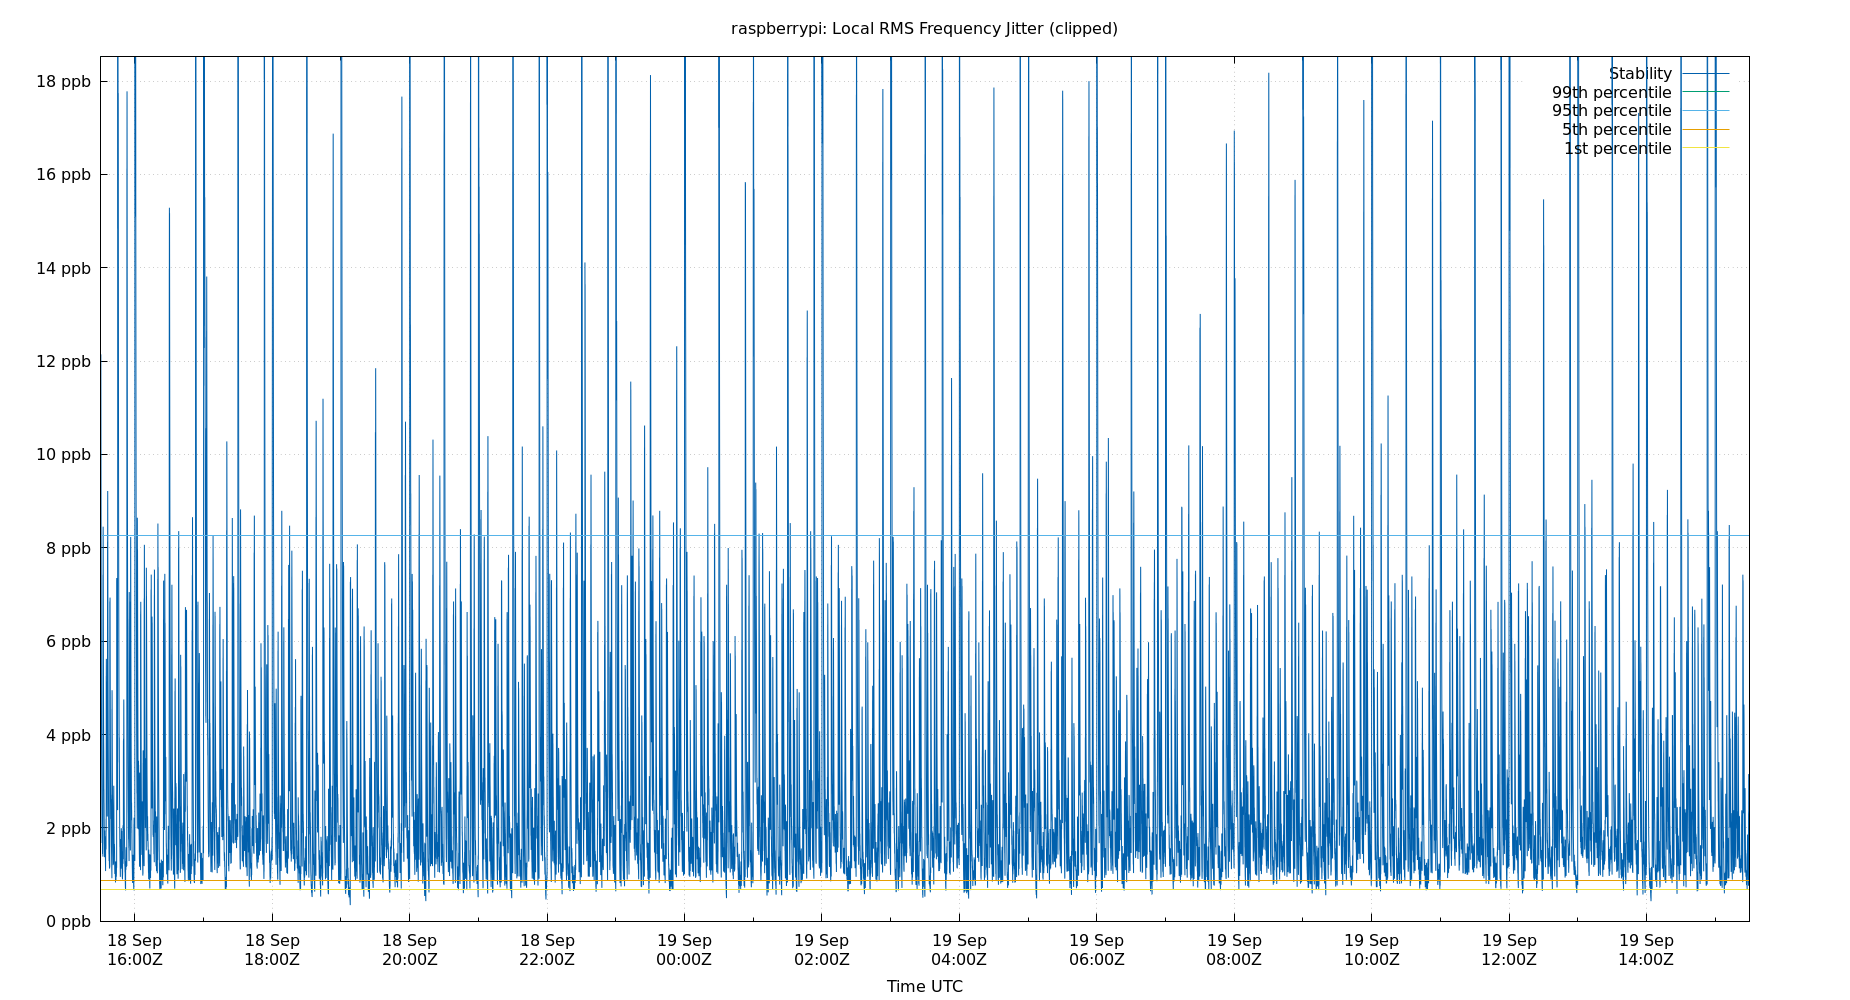 raspberrypi: Local RMS Frequency Jitter (clipped)
18 ppb
16 ppb
14 ppb
12 ppb
10 ppb
8 ppb
6 ppb
4 ppb
2 ppb
0 ppb
Stability
99th percentile
95th percentile
5th percentile
1st percentile
18 Sep 18 Sep 18 Sep 18 Sep 19 Sep 19 Sep 19 Sep 19 Sep 19 Sep 19 Sep 19 Sep 19 Sep
16:00Z 18:00Z 20:00Z 22:00Z 00:00Z 02:00Z 04:00Z 06:00Z 08:00Z 10:00Z 12:00Z 14:00Z
Time UTC